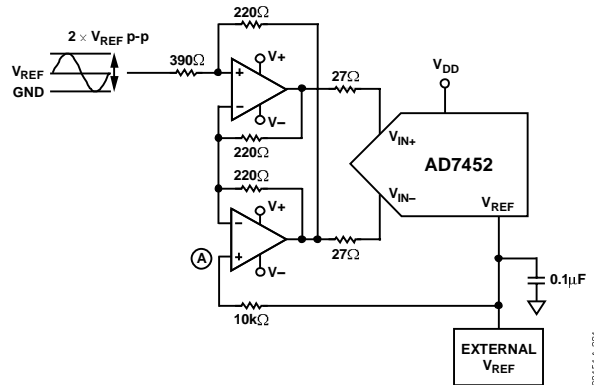 2 × VREF p-p
VREF
GND
390Ω
220Ω
V+
+
−
V−
220Ω
220Ω
V+
−
+
V−
A
10kΩ
27Ω
27Ω
VDD
VIN+
AD7452
VIN−
VREF
0.1μF
EXTERNAL
VREF